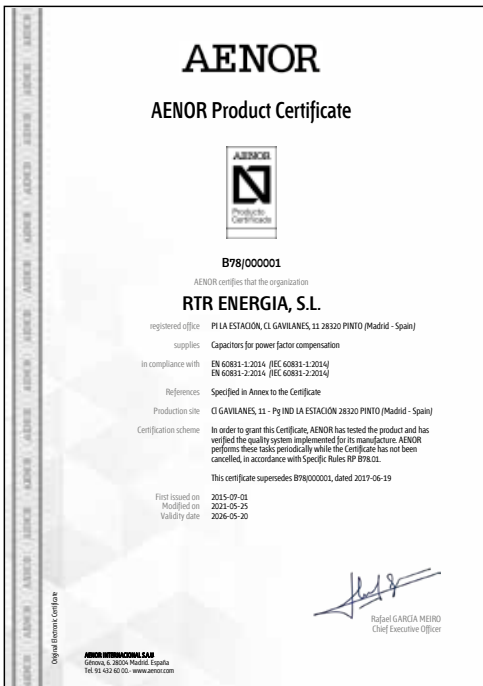 AENOR
AENOR Product Certificate
AENOR
Producto
Certificado
B78/000001
AENOR certifies that the organization
RTR ENERGIA, S.L.
registered office PI LA ESTACIÓN, CL GAVILANES, 11 28320 PINTO (Madrid - Spain)
supplies Capacitors for power factor compensation
in compliance with EN 60831-1:2014 (IEC 60831-1:2014)
EN 60831-2:2014 (IEC 60831-2:2014)
References Specified in Annex to the Certificate
Production site Cl GAVILANES, 11 - Pg IND LA ESTACIÓN 28320 PINTO (Madrid - Spain)
Certification scheme In order to grant this Certificate, AENOR has tested the product and has
verified the quality system implemented for its manufacture. AENOR
performs these tasks periodically while the Certificate has not been
cancelled, in accordance with Specific Rules RP B78.01.
This certificate supersedes B78/000001, dated 2017-06-19
First issued on 2015-07-01
Modified on 2021-05-25
Validity date 2026-05-20
Rafael GARCÍA MEIRO
Chief Executive Officer
Original Electronic Certificate
AENOR INTERNACIONAL S.A.U
Génova, 6. 28004 Madrid. España
Tel. 91 432 60 00.- www.aenor.com